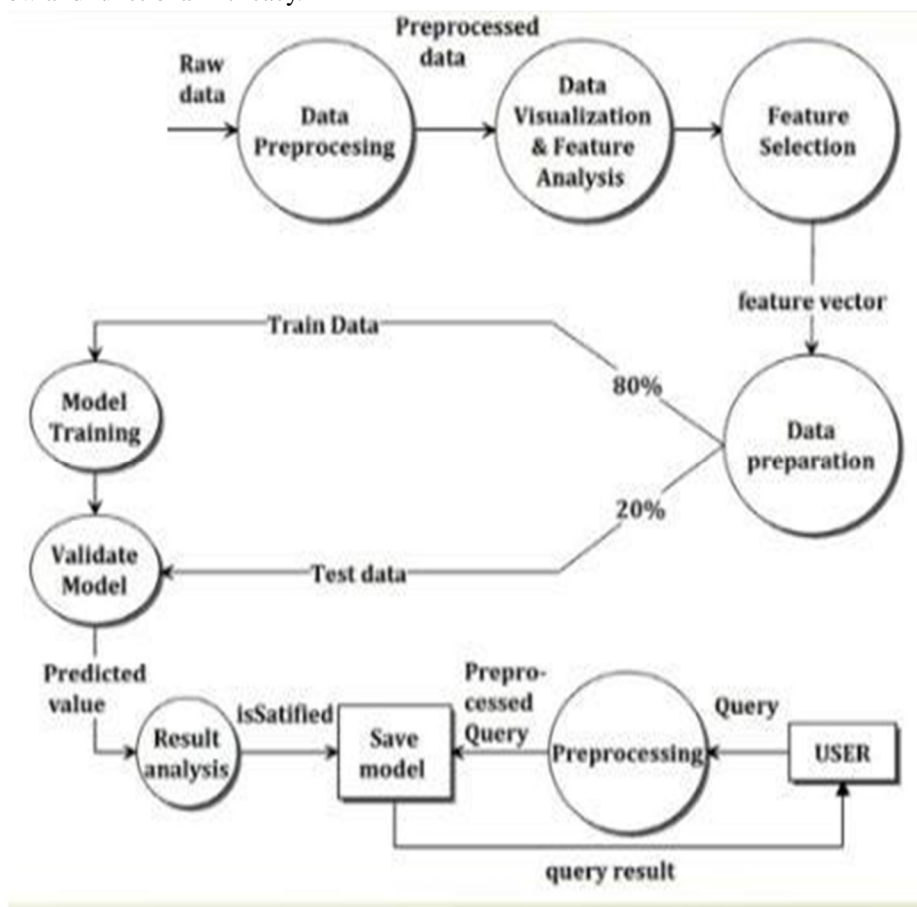 Raw
data
Data
Preprocesing
Preprocessed
data
Data
Visualization
& Feature
Analysis
Feature
Selection
feature vector
Data
preparation
80%
Train Data
20%
Test data
Model
Training
Validate
Model
Predicted
value
Result
analysis
isSatified
Save
model
Prepro-
cessed
Query
Preprocessing
Query
USER
query result